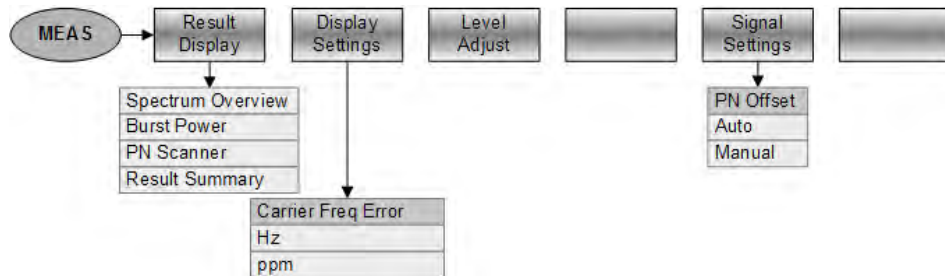 MEAS
Result
Display
Display
Settings
Level
Adjust
Signal
Settings
Spectrum Overview
Burst Power
PN Scanner
Result Summary
PN Offset
Auto
Manual
Carrier Freq Error
Hz
ppm